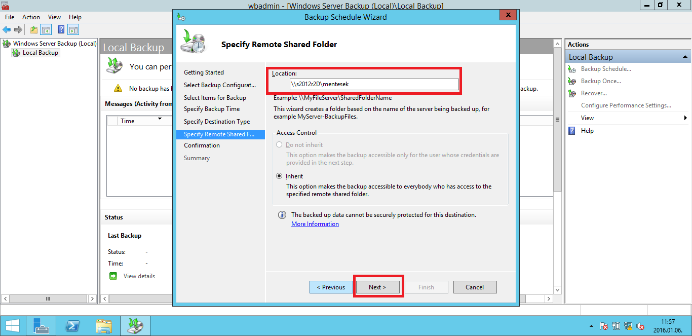 wbadmin - [Windows Server Backup (Local)\Local Backup]
File
Action
View
Help
Windows Server Backup (Local)
Local Backup
Local Backup
You can per
No backup has b
Messages (Activity from
Time
Status
Last Backup
Status: -
Time: -
View details
Backup Schedule Wizard
Specify Remote Shared Folder
Getting Started
Select Backup Configurat...
Select Items for Backup
Specify Backup Time
Specify Destination Type
Specify Remote Shared F...
Confirmation
Summary
Location:
\\s2012r2D\mentesek
Example: \\MyFileServer\SharedFolderName
This wizard creates a folder based on the name of the server being backed up, for
example MyServer-BackupFiles.
Access Control
Do not inherit
This option makes the backup accessible only for the user whose credentials are
provided in the next step.
Inherit
This option makes the backup accessible to everybody who has access to the
specified remote shared folder.
The backed up data cannot be securely protected for this destination.
More Information
< Previous
Next >
Finish
Cancel
ckup.
Actions
Local Backup
Backup Schedule...
Backup Once...
Recover...
Configure Performance Settings...
View
Help
11:57
2016.01.06.